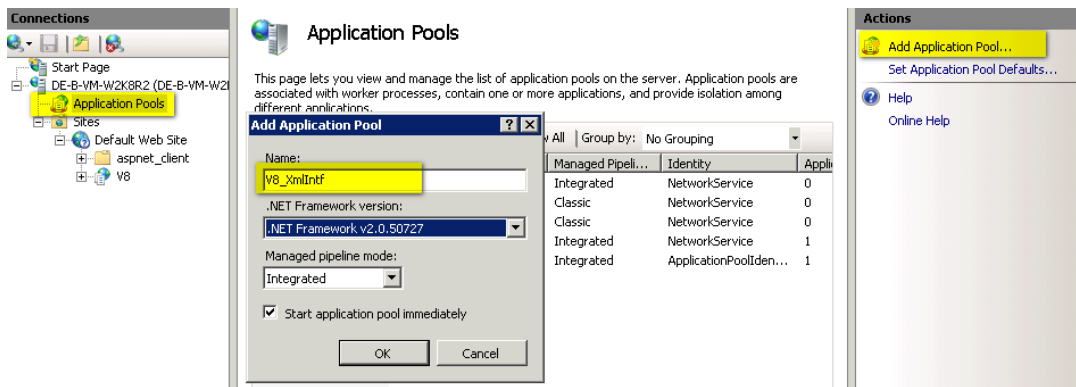 Connections
Start Page
DE-B-VM-W2K8R2 (DE-B-VM-W2
Application Pools
Sites
Default Web Site
aspnet_client
V8
Application Pools
This page lets you view and manage the list of application pools on the server. Application pools are
associated with worker processes, contain one or more applications, and provide isolation among
different applications.
All Group by: No Grouping
Managed Pipeli... Identity Appli
Integrated NetworkService 0
Classic NetworkService 0
Classic NetworkService 0
Integrated NetworkService 1
Integrated ApplicationPoolIden... 1
Add Application Pool
Name:
V8_XmlIntf
.NET Framework version:
.NET Framework v2.0.50727
Managed pipeline mode:
Integrated
Start application pool immediately
OK Cancel
Actions
Add Application Pool...
Set Application Pool Defaults...
Help
Online Help